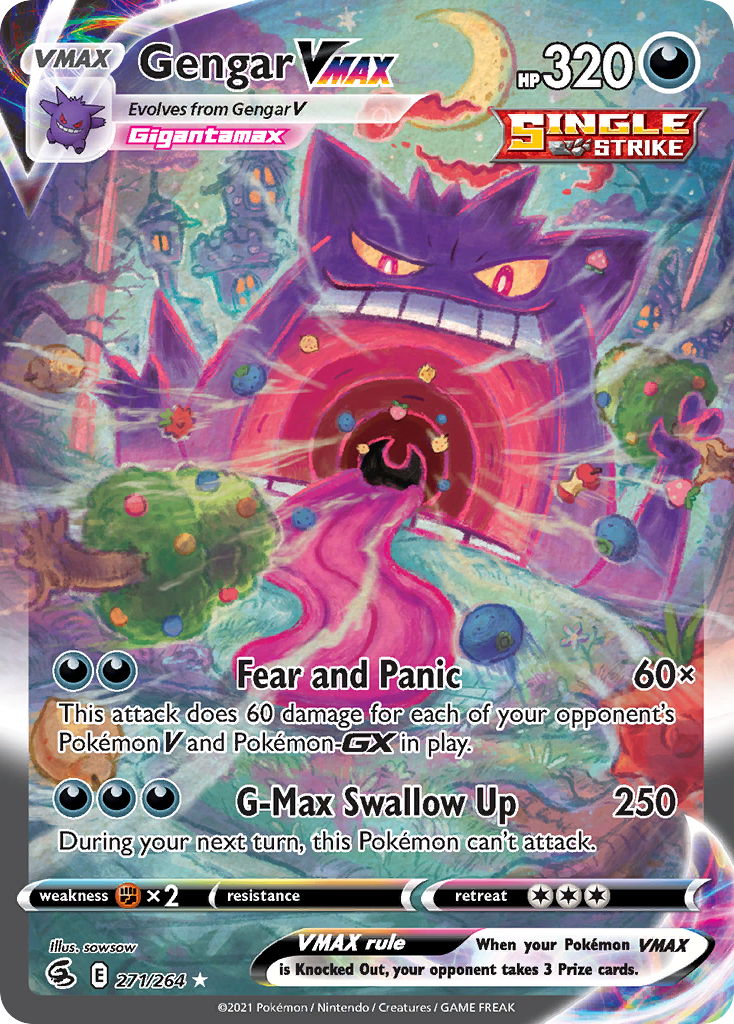 VMAX
Gengar VMAX
HP 320
Evolves from Gengar V
Gigantamax
SINGLE
STRIKE
Fear and Panic 60×
This attack does 60 damage for each of your opponent's
Pokémon V and Pokémon-GX in play.
G-Max Swallow Up 250
During your next turn, this Pokémon can't attack.
weakness ×2 resistance retreat
illus. sowsow
VMAX rule When your Pokémon VMAX
is Knocked Out, your opponent takes 3 Prize cards.
E 271/264
©2021 Pokémon / Nintendo / Creatures / GAME FREAK